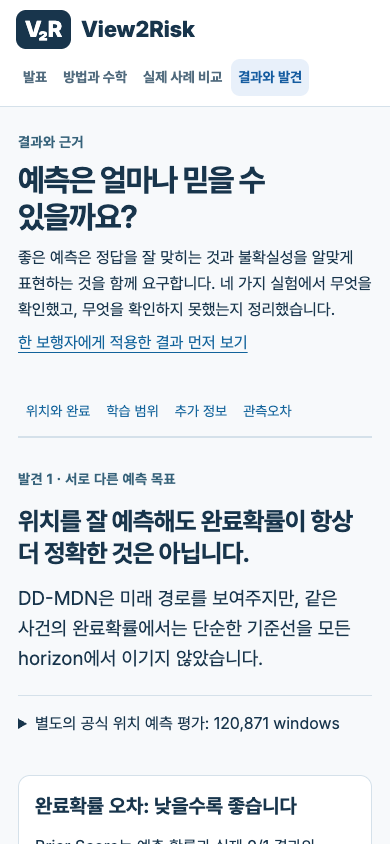 V2R View2Risk
발표 방법과 수학 실제 사례 비교 결과와 발견
결과와 근거
예측은 얼마나 믿을 수
있을까요?
좋은 예측은 정답을 잘 맞히는 것과 불확실성을 알맞게
표현하는 것을 함께 요구합니다. 네 가지 실험에서 무엇을
확인했고, 무엇을 확인하지 못했는지 정리했습니다.
한 보행자에게 적용한 결과 먼저 보기
위치와 완료 학습 범위 추가 정보 관측오차
발견 1 · 서로 다른 예측 목표
위치를 잘 예측해도 완료확률이 항상
더 정확한 것은 아닙니다.
DD-MDN은 미래 경로를 보여주지만, 같은
사건의 완료확률에서는 단순한 기준선을 모든
horizon에서 이기지 않았습니다.
▶ 별도의 공식 위치 예측 평가: 120,871 windows
완료확률 오차: 낮을수록 좋습니다